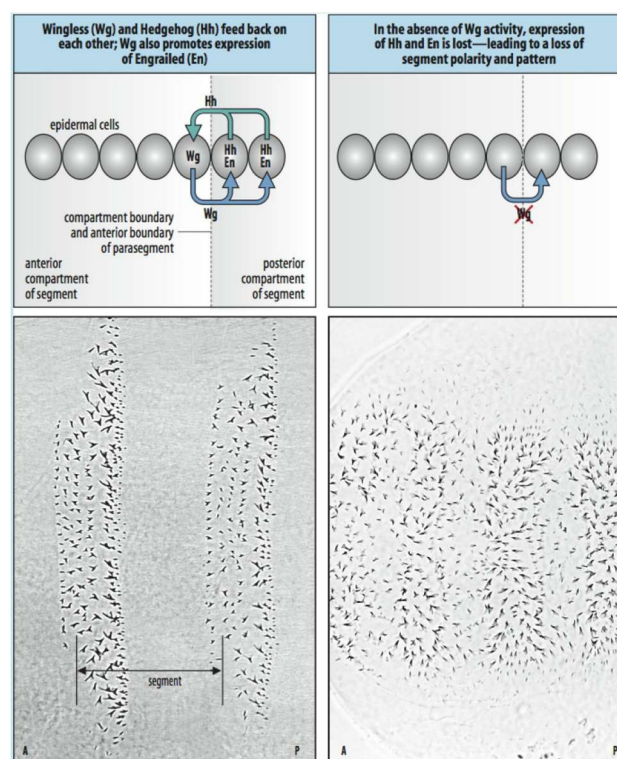 Wingless (Wg) and Hedgehog (Hh) feed back on
each other; Wg also promotes expression
of Engrailed (En)
Hh
epidermal cells
Wg
Hh
En
Hh
En
Wg
compartment boundary
and anterior boundary
of parasegment
anterior
compartment
of segment
posterior
compartment
of segment
segment
A
P
In the absence of Wg activity, expression
of Hh and En is lost—leading to a loss of
segment polarity and pattern
Wg
A
P